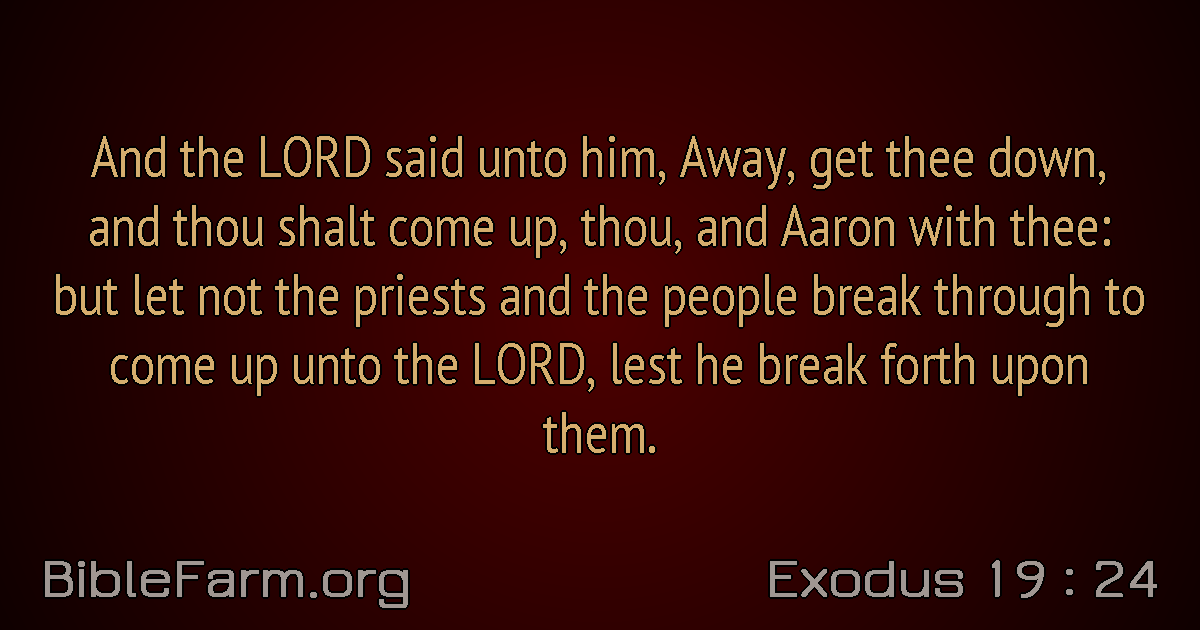 And the LORD said unto him, Away, get thee down,
and thou shalt come up, thou, and Aaron with thee:
but let not the priests and the people break through to
come up unto the LORD, lest he break forth upon
them.
BibleFarm.org
Exodus 19 : 24